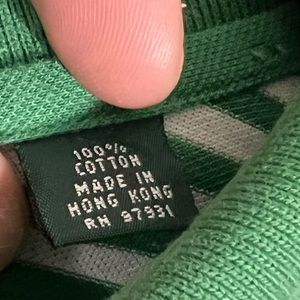 100%
COTTON
MADE IN
HONG KONG
RN 97931